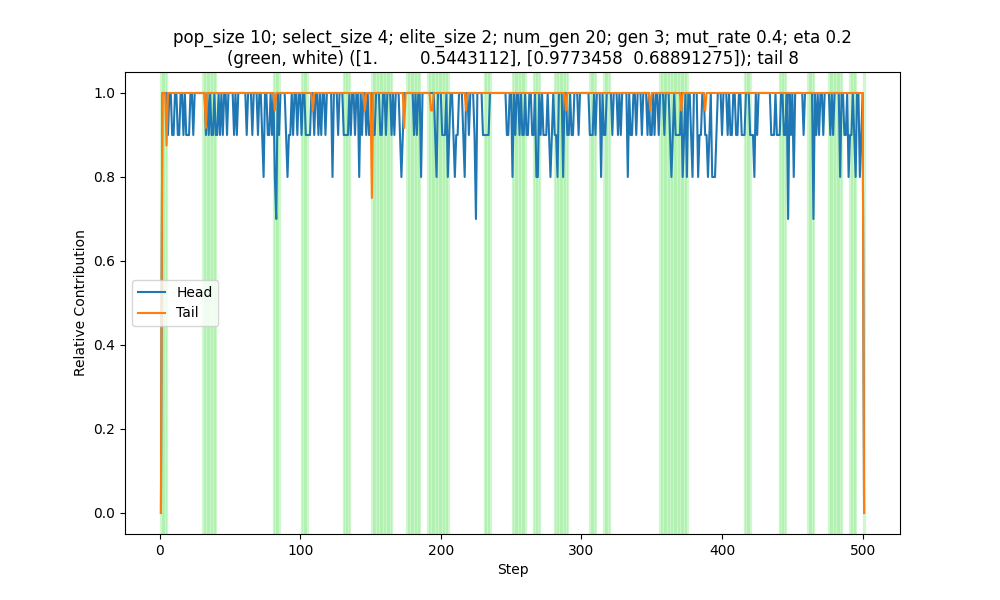 pop_size 10; select_size 4; elite_size 2; num_gen 20; gen 3; mut_rate 0.4; eta 0.2
(green, white) ([1.        0.5443112], [0.9773458  0.68891275]); tail 8
1.0
0.8
0.6
0.4
0.2
0.0
Relative Contribution
Head
Tail
0 100 200 300 400 500
Step